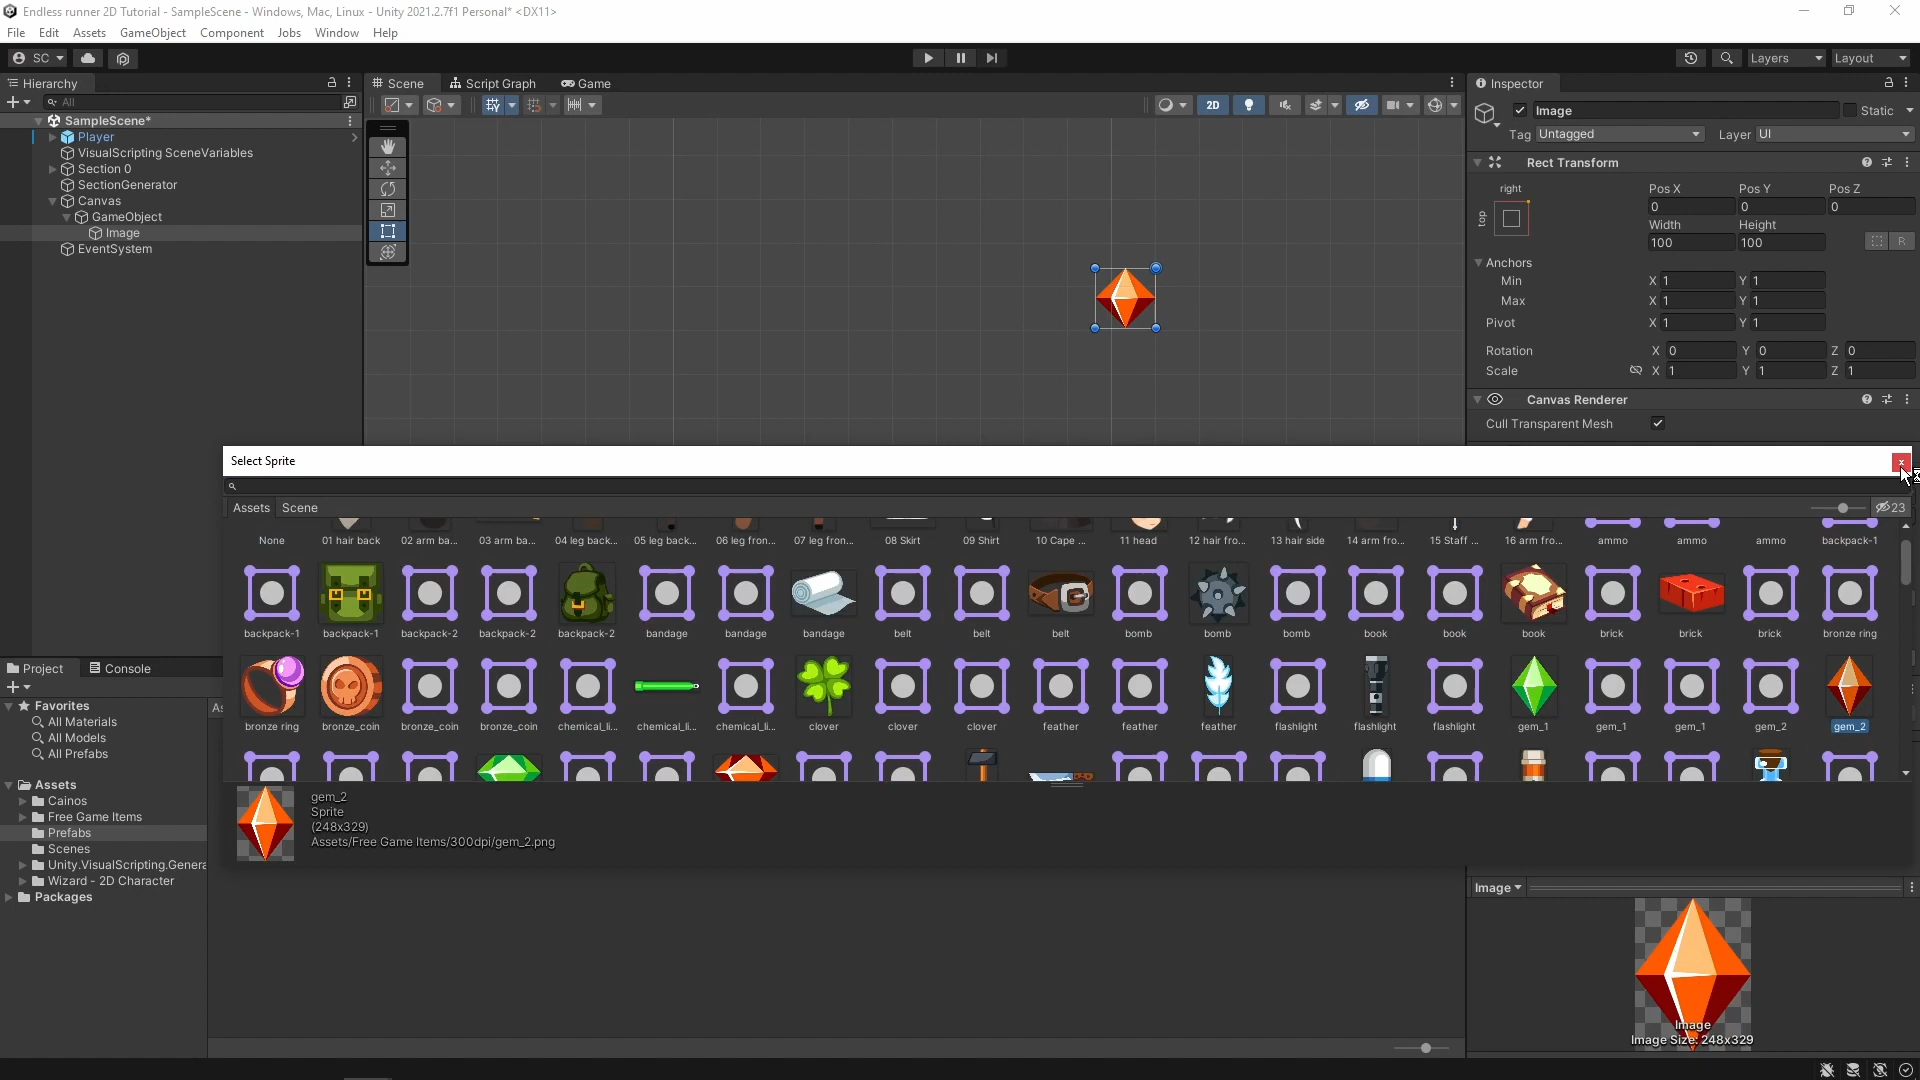 Endless runner 2D Tutorial - SampleScene - Windows, Mac, Linux - Unity 2021.2.7f1 Personal* <DX11>
File Edit Assets GameObject Component Jobs Window Help
SC Layers Layout
Hierarchy
All
SampleScene*
Player
VisualScripting SceneVariables
Section 0
SectionGenerator
Canvas
GameObject
Image
EventSystem
Scene Script Graph Game
2D
Inspector
Image Static
Tag Untagged Layer UI
Rect Transform
right Pos X Pos Y Pos Z
top 0 0 0
Width Height
100 100 R
Anchors
Min X 1 Y 1
Max X 1 Y 1
Pivot X 1 Y 1
Rotation X 0 Y 0 Z 0
Scale X 1 Y 1 Z 1
Canvas Renderer
Cull Transparent Mesh
Select Sprite
Assets Scene 23
None 01 hair back 02 arm ba... 03 arm ba... 04 leg back... 05 leg back... 06 leg fron... 07 leg fron... 08 Skirt 09 Shirt 10 Cape ... 11 head 12 hair fro... 13 hair side 14 arm fro... 15 Staff ... 16 arm fro... ammo ammo ammo backpack-1
backpack-1 backpack-1 backpack-2 backpack-2 backpack-2 bandage bandage bandage belt belt belt bomb bomb bomb book book book brick brick brick bronze ring
bronze ring bronze_coin bronze_coin bronze_coin chemical_li... chemical_li... chemical_li... clover clover clover feather feather feather flashlight flashlight flashlight gem_1 gem_1 gem_1 gem_2 gem_2
gem_2
Sprite
(248x329)
Assets/Free Game Items/300dpi/gem_2.png
Project Console
Favorites
All Materials
All Models
All Prefabs
As
Assets
Cainos
Free Game Items
Prefabs
Scenes
Unity.VisualScripting.Genera
Wizard - 2D Character
Packages
Image
Image
Image Size: 248x329